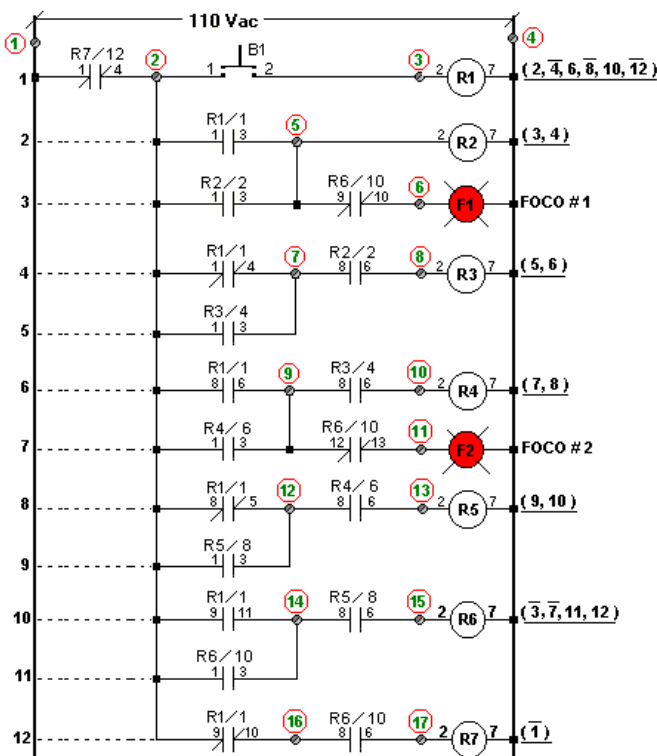 110 Vac
1 4
R7/12 B1
1 4 2 1 2 3 2 R1 7 (2, 4̅, 6, 8̅, 10, 1̅2̅)
1
R1/1 5
2 1 3 2 R2 7 (3, 4)
R2/2 R6/10 6
3 1 3 9 10 F1 FOCO #1
R1/1 7 R2/2 8
4 1 4 8 6 2 R3 7 (5, 6)
R3/4
5 1 3
R1/1 9 R3/4 10
6 8 6 8 6 2 R4 7 (7, 8)
R4/6 R6/10 11
7 1 3 12 13 F2 FOCO #2
R1/1 12 R4/6 13
8 8 5 8 6 2 R5 7 (9, 10)
R5/8
9 1 3
R1/1 14 R5/8 15
10 9 11 8 6 2 R6 7 (3̅, 7̅, 11, 12)
R6/10
11 1 3
R1/1 16 R6/10 17
12 9 10 8 6 2 R7 7 (1̅)